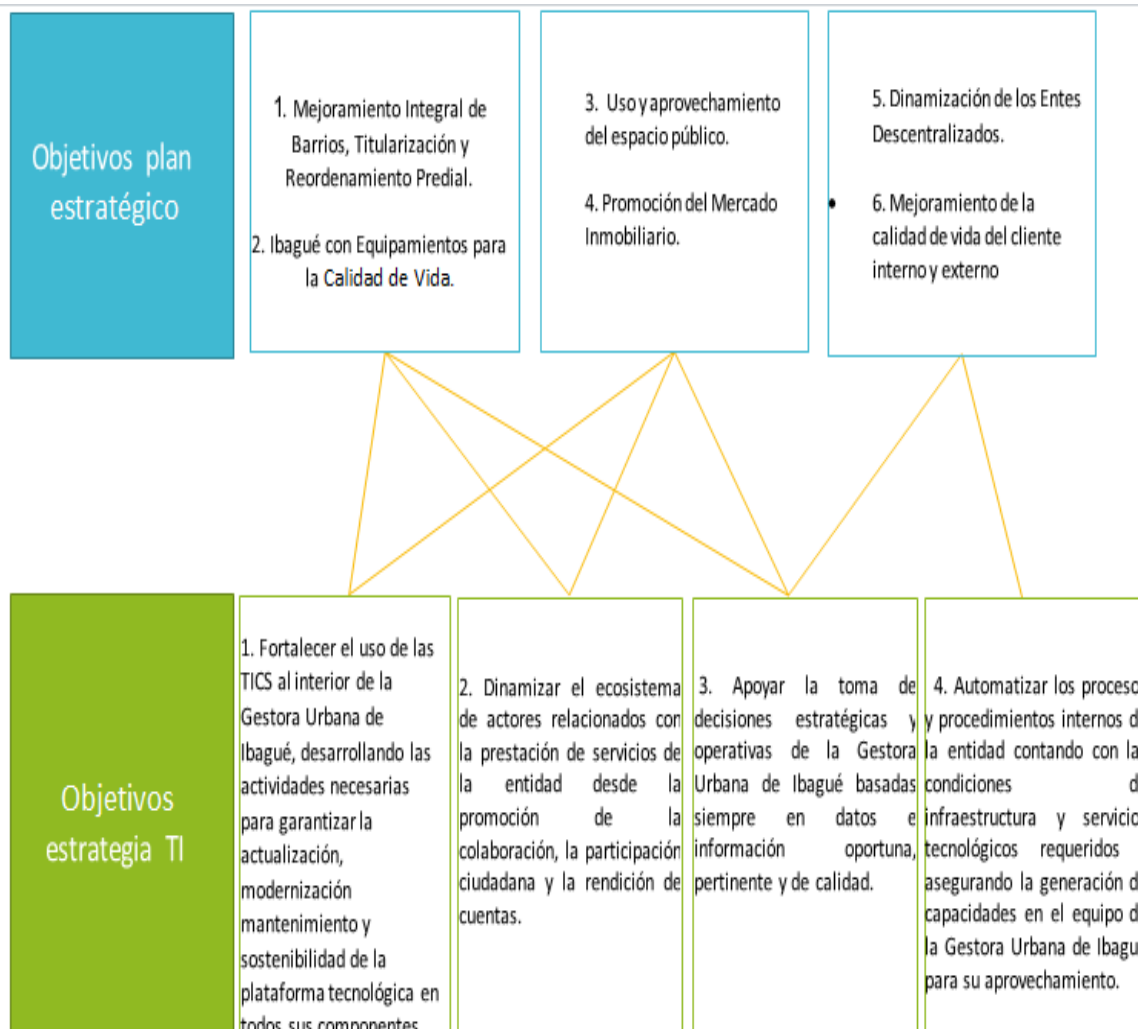 Objetivos plan
estratégico
1. Mejoramiento Integral de
Barrios, Titularización y
Reordenamiento Predial.
2. Ibagué con Equipamientos para
la Calidad de Vida.
3. Uso y aprovechamiento
del espacio público.
4. Promoción del Mercado
Inmobiliario.
5. Dinamización de los Entes
Descentralizados.
• 6. Mejoramiento de la
calidad de vida del cliente
interno y externo
Objetivos
estrategia TI
1. Fortalecer el uso de las
TICS al interior de la
Gestora Urbana de
Ibagué, desarrollando las
actividades necesarias
para garantizar la
actualización,
modernización
mantenimiento y
sostenibilidad de la
plataforma tecnológica en
todos sus componentes
2. Dinamizar el ecosistema
de actores relacionados con
la prestación de servicios de
la entidad desde la
promoción de la
colaboración, la participación
ciudadana y la rendición de
cuentas.
3. Apoyar la toma de
decisiones estratégicas y
operativas de la Gestora
Urbana de Ibagué basadas
siempre en datos e
información oportuna,
pertinente y de calidad.
4. Automatizar los proceso
y procedimientos internos d
la entidad contando con la
condiciones d
infraestructura y servicio
tecnológicos requeridos
asegurando la generación d
capacidades en el equipo d
la Gestora Urbana de Ibagu
para su aprovechamiento.